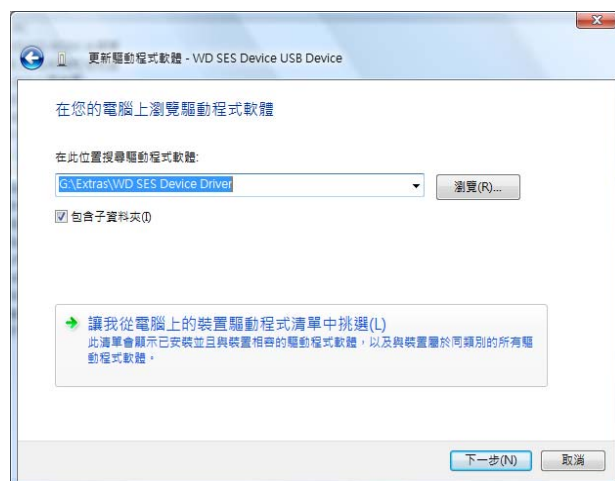 更新驅動程式軟體 - WD SES Device USB Device
在您的電腦上瀏覽驅動程式軟體
在此位置搜尋驅動程式軟體:
G:\Extras\WD SES Device Driver
瀏覽(R)...
包含子資料夾(I)
讓我從電腦上的裝置驅動程式清單中挑選(L)
此清單會顯示已安裝並且與裝置相容的驅動程式軟體，以及與裝置屬於同類別的所有驅
動程式軟體。
下一步(N)
取消